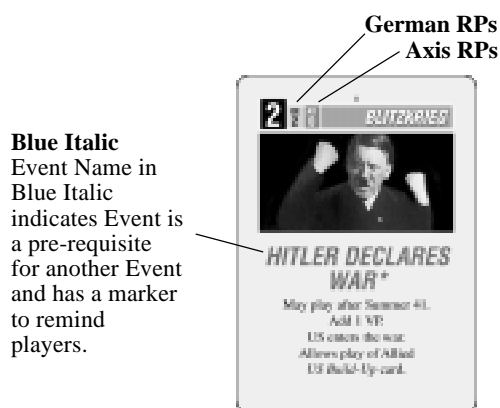 German RPs
Axis RPs
2
BLITZKRIEG
Blue Italic
Event Name in
Blue Italic
indicates Event is
a pre-requisite
for another Event
and has a marker
to remind
players.
HITLER DECLARES
WAR*
May play after Summer 41.
Add 1 VP.
US enters the war.
Allows play of Allied
US Build-Up card.